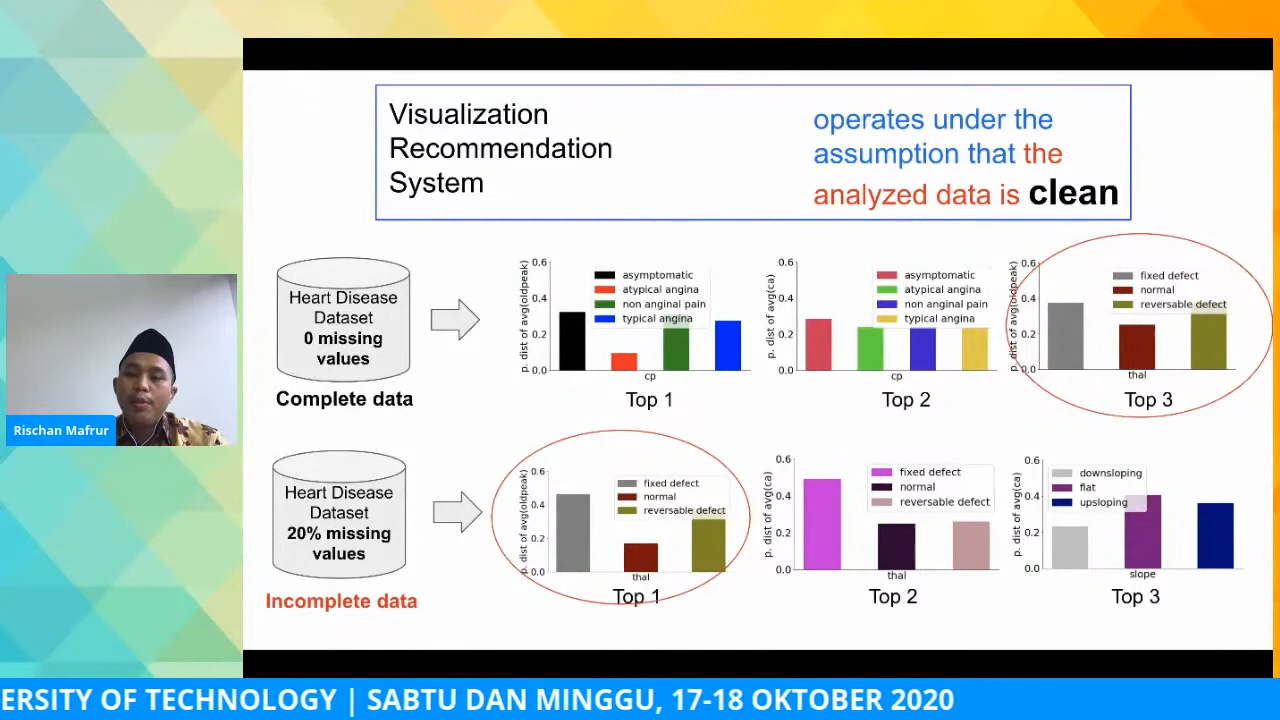 Visualization
Recommendation
System
operates under the
assumption that the
analyzed data is clean
Heart Disease
Dataset
0 missing
values
Complete data
p. dist of avg(oldpeak)
0.6
0.4
0.2
0.0
asymptomatic
atypical angina
non anginal pain
typical angina
cp
Top 1
p. dist of avg(ca)
0.6
0.4
0.2
0.0
asymptomatic
atypical angina
non anginal pain
typical angina
cp
Top 2
p. dist of avg(oldpeak)
0.6
0.4
0.2
0.0
fixed defect
normal
reversable defect
thal
Top 3
Rischan Mafrur
Heart Disease
Dataset
20% missing
values
Incomplete data
p. dist of avg(oldpeak)
0.6
0.4
0.2
0.0
fixed defect
normal
reversable defect
thal
Top 1
p. dist of avg(ca)
0.6
0.4
0.2
0.0
fixed defect
normal
reversable defect
thal
Top 2
p. dist of avg(ca)
0.6
0.4
0.2
0.0
downsloping
flat
upsloping
slope
Top 3
ERSITY OF TECHNOLOGY | SABTU DAN MINGGU, 17-18 OKTOBER 2020